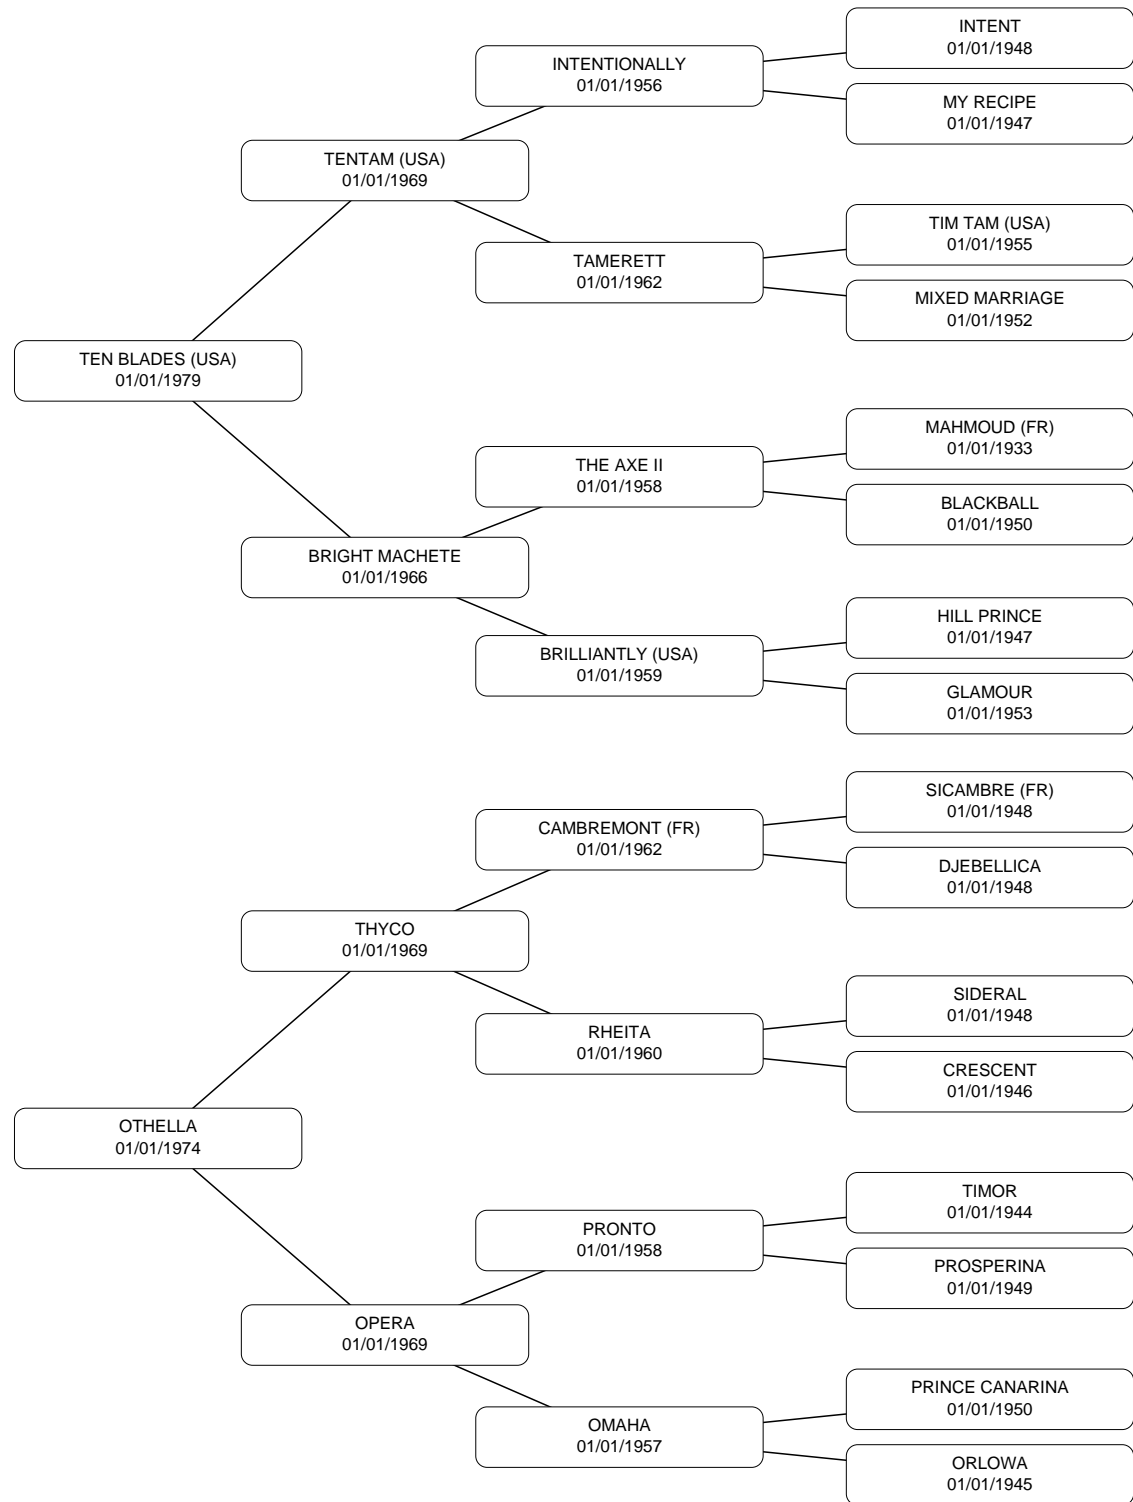 INTENT
01/01/1948
INTENTIONALLY
01/01/1956
MY RECIPE
01/01/1947
TENTAM (USA)
01/01/1969
TIM TAM (USA)
01/01/1955
TAMERETT
01/01/1962
MIXED MARRIAGE
01/01/1952
TEN BLADES (USA)
01/01/1979
MAHMOUD (FR)
01/01/1933
THE AXE II
01/01/1958
BLACKBALL
01/01/1950
BRIGHT MACHETE
01/01/1966
HILL PRINCE
01/01/1947
BRILLIANTLY (USA)
01/01/1959
GLAMOUR
01/01/1953
SICAMBRE (FR)
01/01/1948
CAMBREMONT (FR)
01/01/1962
DJEBELLICA
01/01/1948
THYCO
01/01/1969
SIDERAL
01/01/1948
RHEITA
01/01/1960
CRESCENT
01/01/1946
OTHELLA
01/01/1974
TIMOR
01/01/1944
PRONTO
01/01/1958
PROSPERINA
01/01/1949
OPERA
01/01/1969
PRINCE CANARINA
01/01/1950
OMAHA
01/01/1957
ORLOWA
01/01/1945